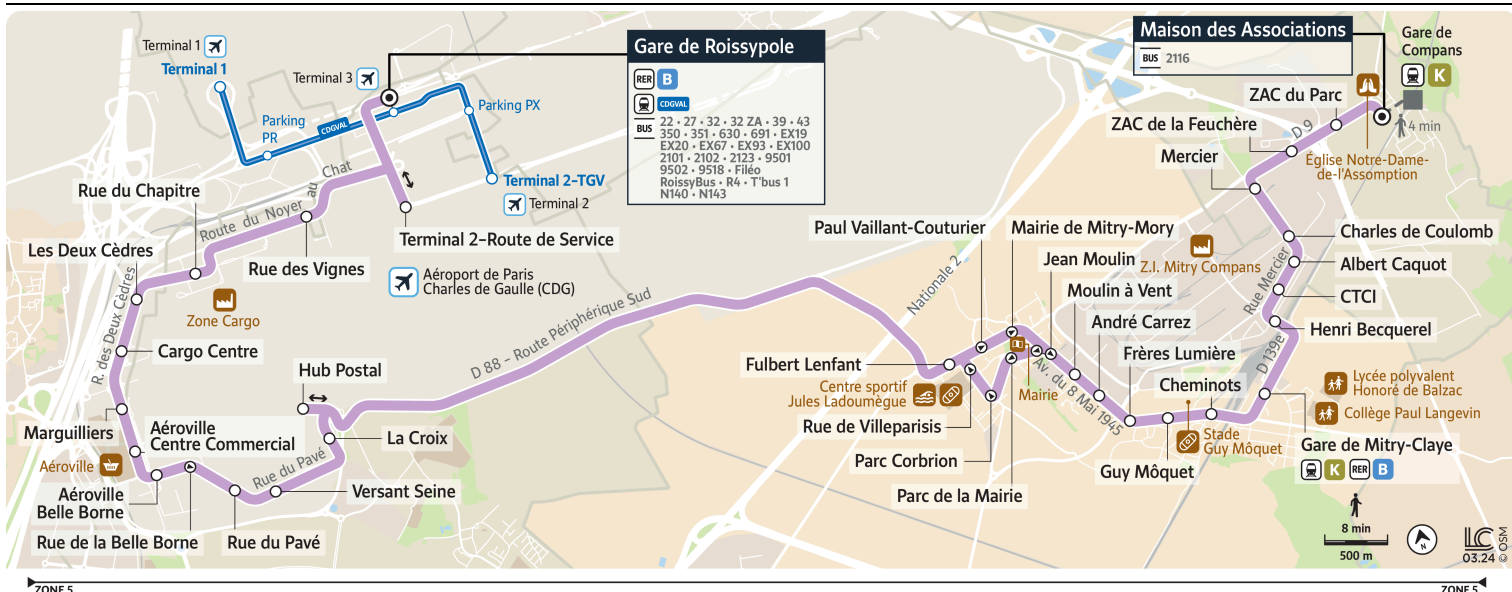 Terminal 1
Terminal 1
Terminal 3
Parking
PR
CDGVAL
Parking PX
Terminal 2-TGV
Terminal 2
Gare de Roissypole
RER B
CDGVAL
BUS
22 • 27 • 32 • 32 ZA • 39 • 43
350 • 351 • 630 • 691 • EX19
EX20 • EX67 • EX93 • EX100
2101 • 2102 • 2123 • 9501
9502 • 9518 • Filéo
RoissyBus • R4 • T'bus 1
N140 • N143
Maison des Associations
BUS 2116
Gare de
Compans
K
4 min
ZAC du Parc
D 9
ZAC de la Feuchère
Église Notre-Dame-
de-l'Assomption
Mercier
Rue du Chapitre
Route du Noyer au Chat
Les Deux Cèdres
Rue des Vignes
Terminal 2-Route de Service
Aéroport de Paris
Charles de Gaulle (CDG)
Zone Cargo
R. des Deux Cèdres
Cargo Centre
Hub Postal
D 88 - Route Périphérique Sud
Marguilliers
Aéroville
Centre Commercial
Aéroville
La Croix
Rue du Pavé
Aéroville
Belle Borne
Versant Seine
Rue de la Belle Borne
Rue du Pavé
Nationale 2
Paul Vaillant-Couturier
Mairie de Mitry-Mory
Jean Moulin
Z.I. Mitry Compans
Charles de Coulomb
Albert Caquot
Moulin à Vent
Rue Mercier
CTCI
André Carrez
Henri Becquerel
Frères Lumière
D 139e
Fulbert Lenfant
Cheminots
Centre sportif
Jules Ladoumègue
Mairie
Av. du 8 Mai 1945
Lycée polyvalent
Honoré de Balzac
Collège Paul Langevin
Rue de Villeparisis
Stade
Guy Môquet
Gare de Mitry-Claye
K RER B
Parc Corbrion
Guy Môquet
Parc de la Mairie
8 min
500 m
N
LC
03.24
© OSM
ZONE 5
ZONE 5